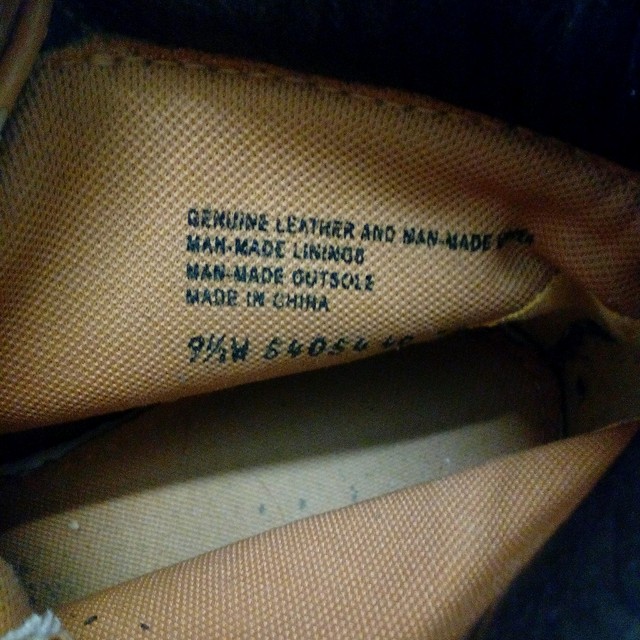 GENUINE LEATHER AND MAN-MADE
MAN-MADE LININGS
MAN-MADE OUTSOLE
MADE IN CHINA
9½W